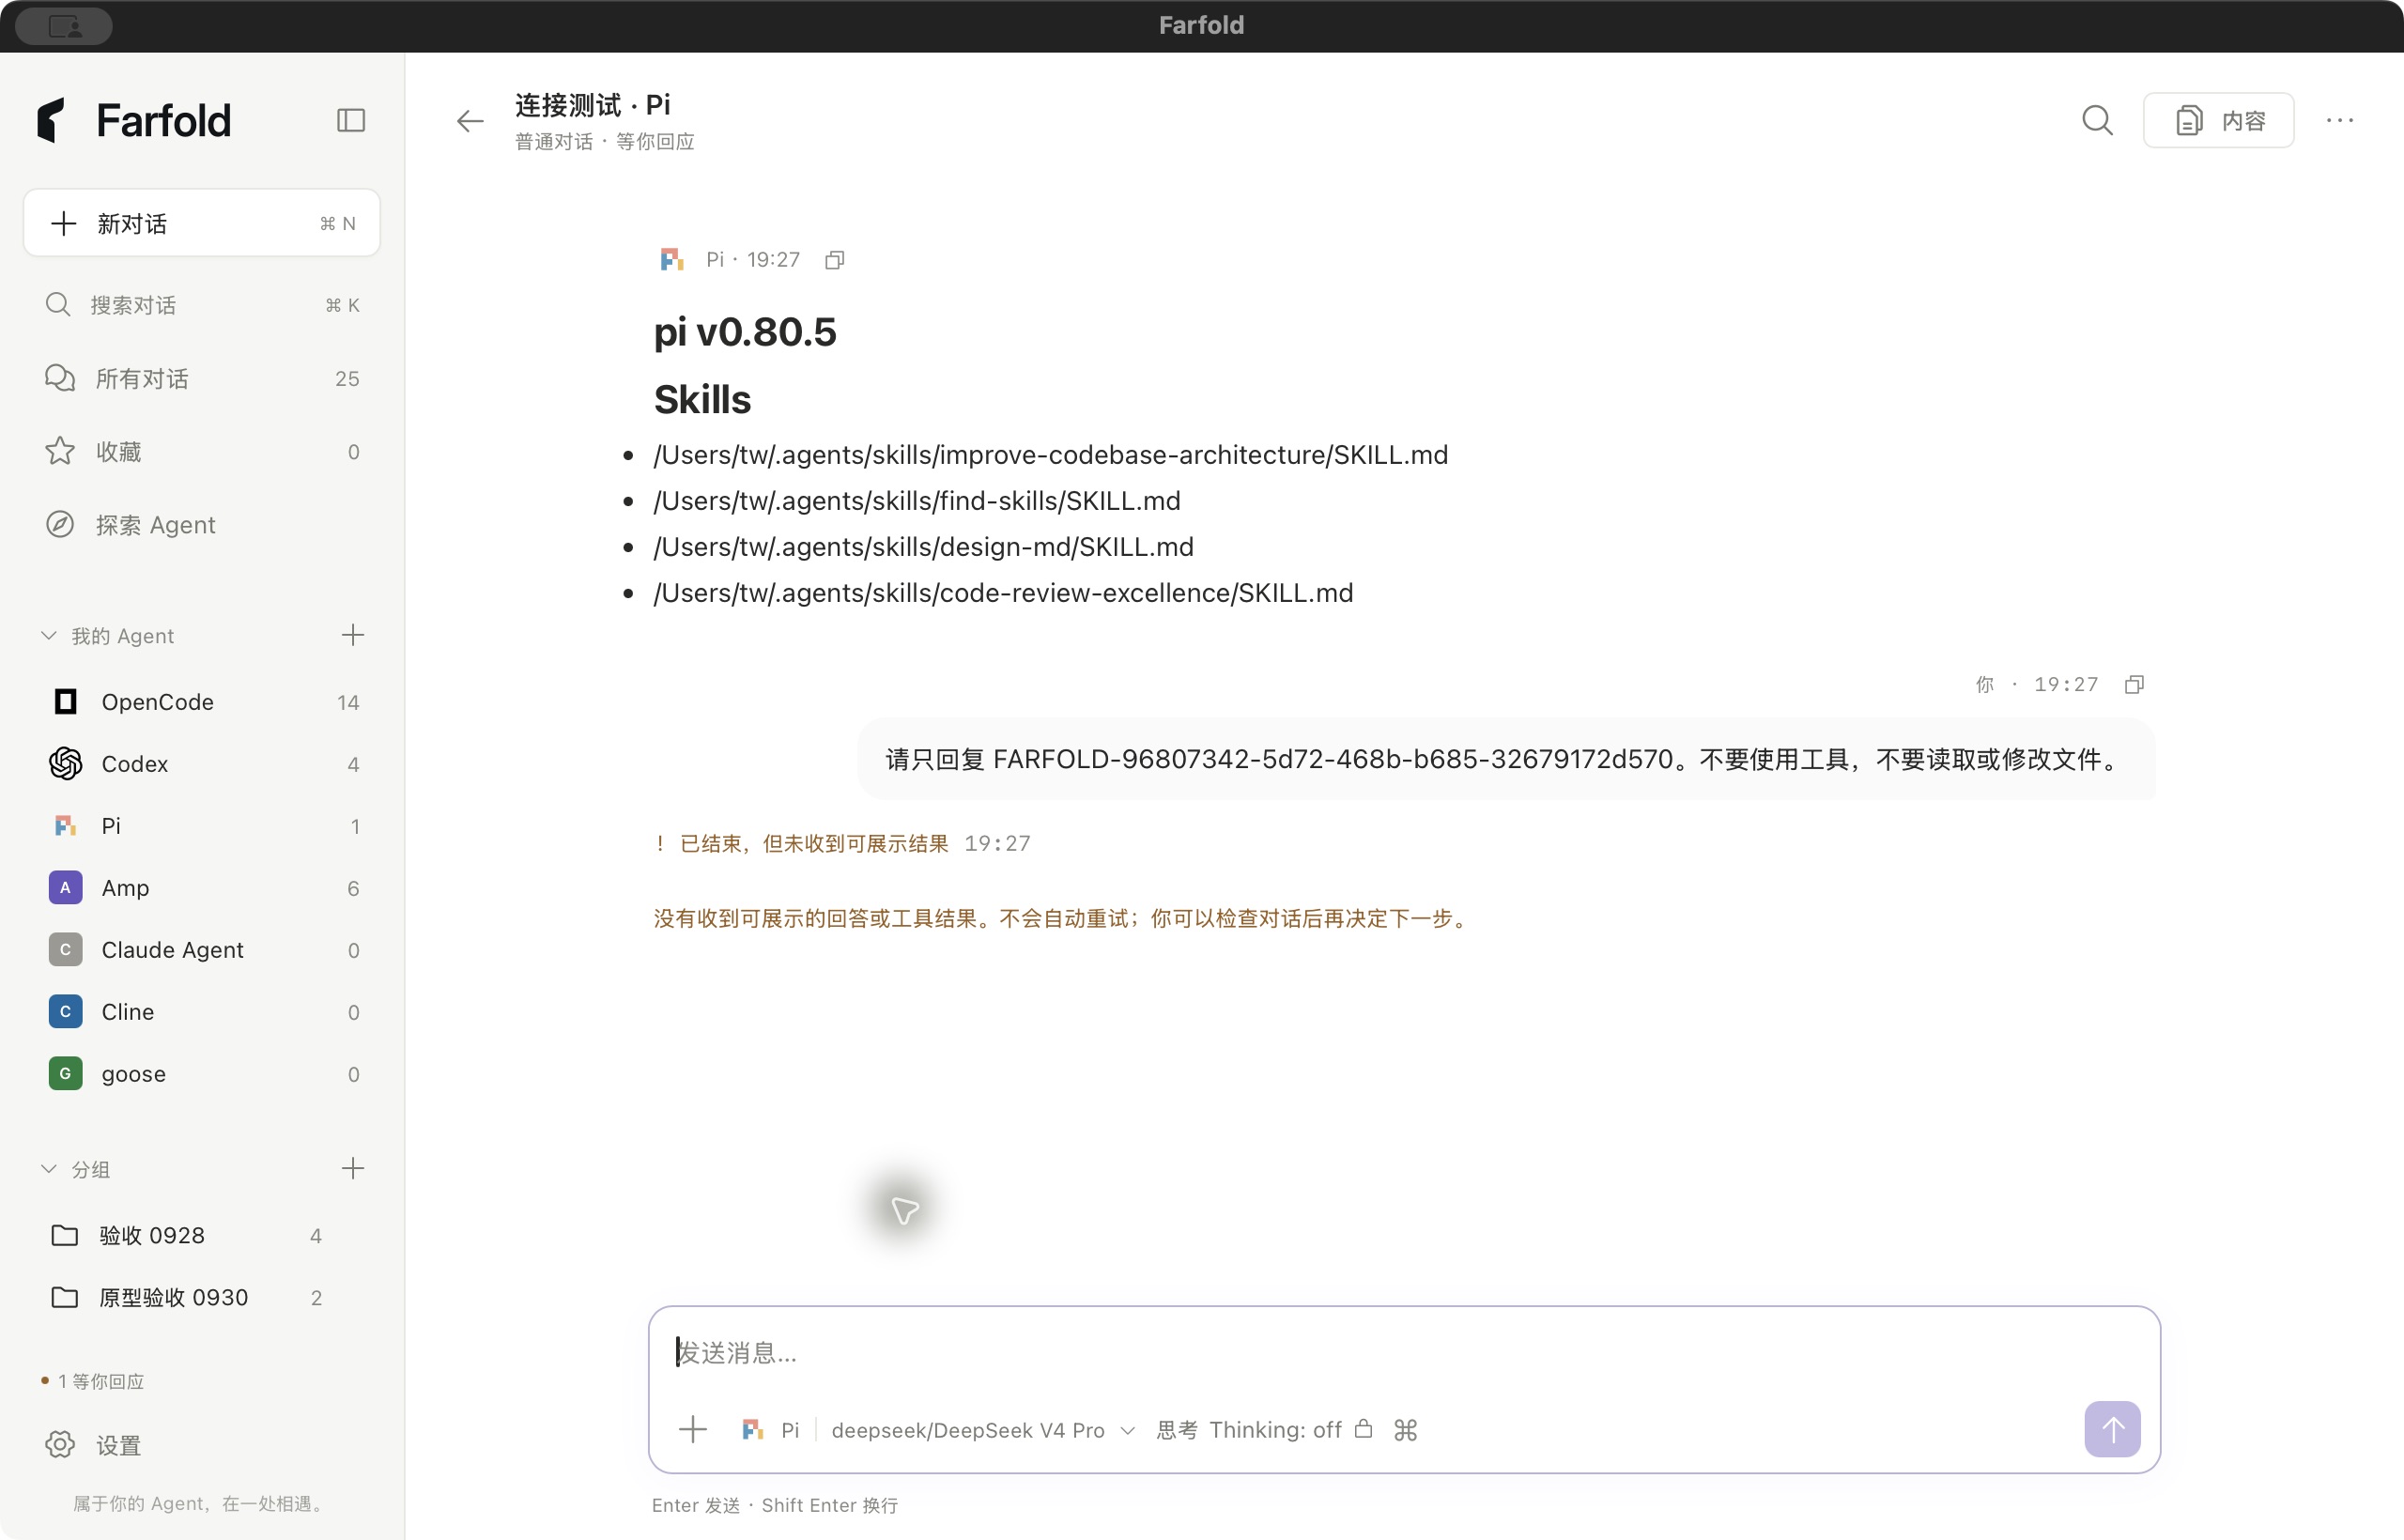 Farfold
Farfold
新对话 ⌘ N
搜索对话 ⌘ K
所有对话 25
收藏 0
探索 Agent
我的 Agent
OpenCode 14
Codex 4
Pi 1
A Amp 6
C Claude Agent 0
C Cline 0
G goose 0
分组
验收 0928 4
原型验收 0930 2
1 等你回应
设置
属于你的 Agent，在一处相遇。
连接测试 · Pi
普通对话 · 等你回应
内容
Pi · 19:27
pi v0.80.5
Skills
/Users/tw/.agents/skills/improve-codebase-architecture/SKILL.md
/Users/tw/.agents/skills/find-skills/SKILL.md
/Users/tw/.agents/skills/design-md/SKILL.md
/Users/tw/.agents/skills/code-review-excellence/SKILL.md
你 · 19:27
请只回复 FARFOLD-96807342-5d72-468b-b685-32679172d570。不要使用工具，不要读取或修改文件。
! 已结束，但未收到可展示结果 19:27
没有收到可展示的回答或工具结果。不会自动重试；你可以检查对话后再决定下一步。
发送消息...
Pi deepseek/DeepSeek V4 Pro 思考 Thinking: off ⌘
Enter 发送 · Shift Enter 换行